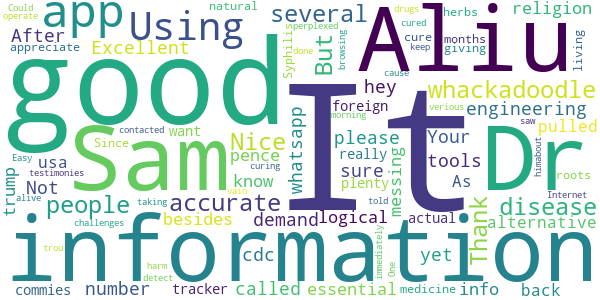 Could
natural
herbs
religion
operate
app
Using
several
Aliu
cured
drugs
perplexed
After
cure
months
giving
appreciate
Excellent
But
Syphilis
done
browsing
keep
cause
living
good
hey
whackadoodle
It
Dr
foreign
verious
morning
engineering
Sam
Nice
whatsapp
please
Your
saw
pulled
Since
contacted
want
Easy
usa
pence
really
sure
tools
himabout
Not
curing
know
plenty
As
roots
testimonies
Internet
trump
alive
taking
people
accurate
messing
told
disease
vain
besides
demand
logical
actual
Thank
alternative
information
challenges
trou
cdc
immediately
yet
harm
detect
One
commies
number
tracker
called
essential
medicine
info
back